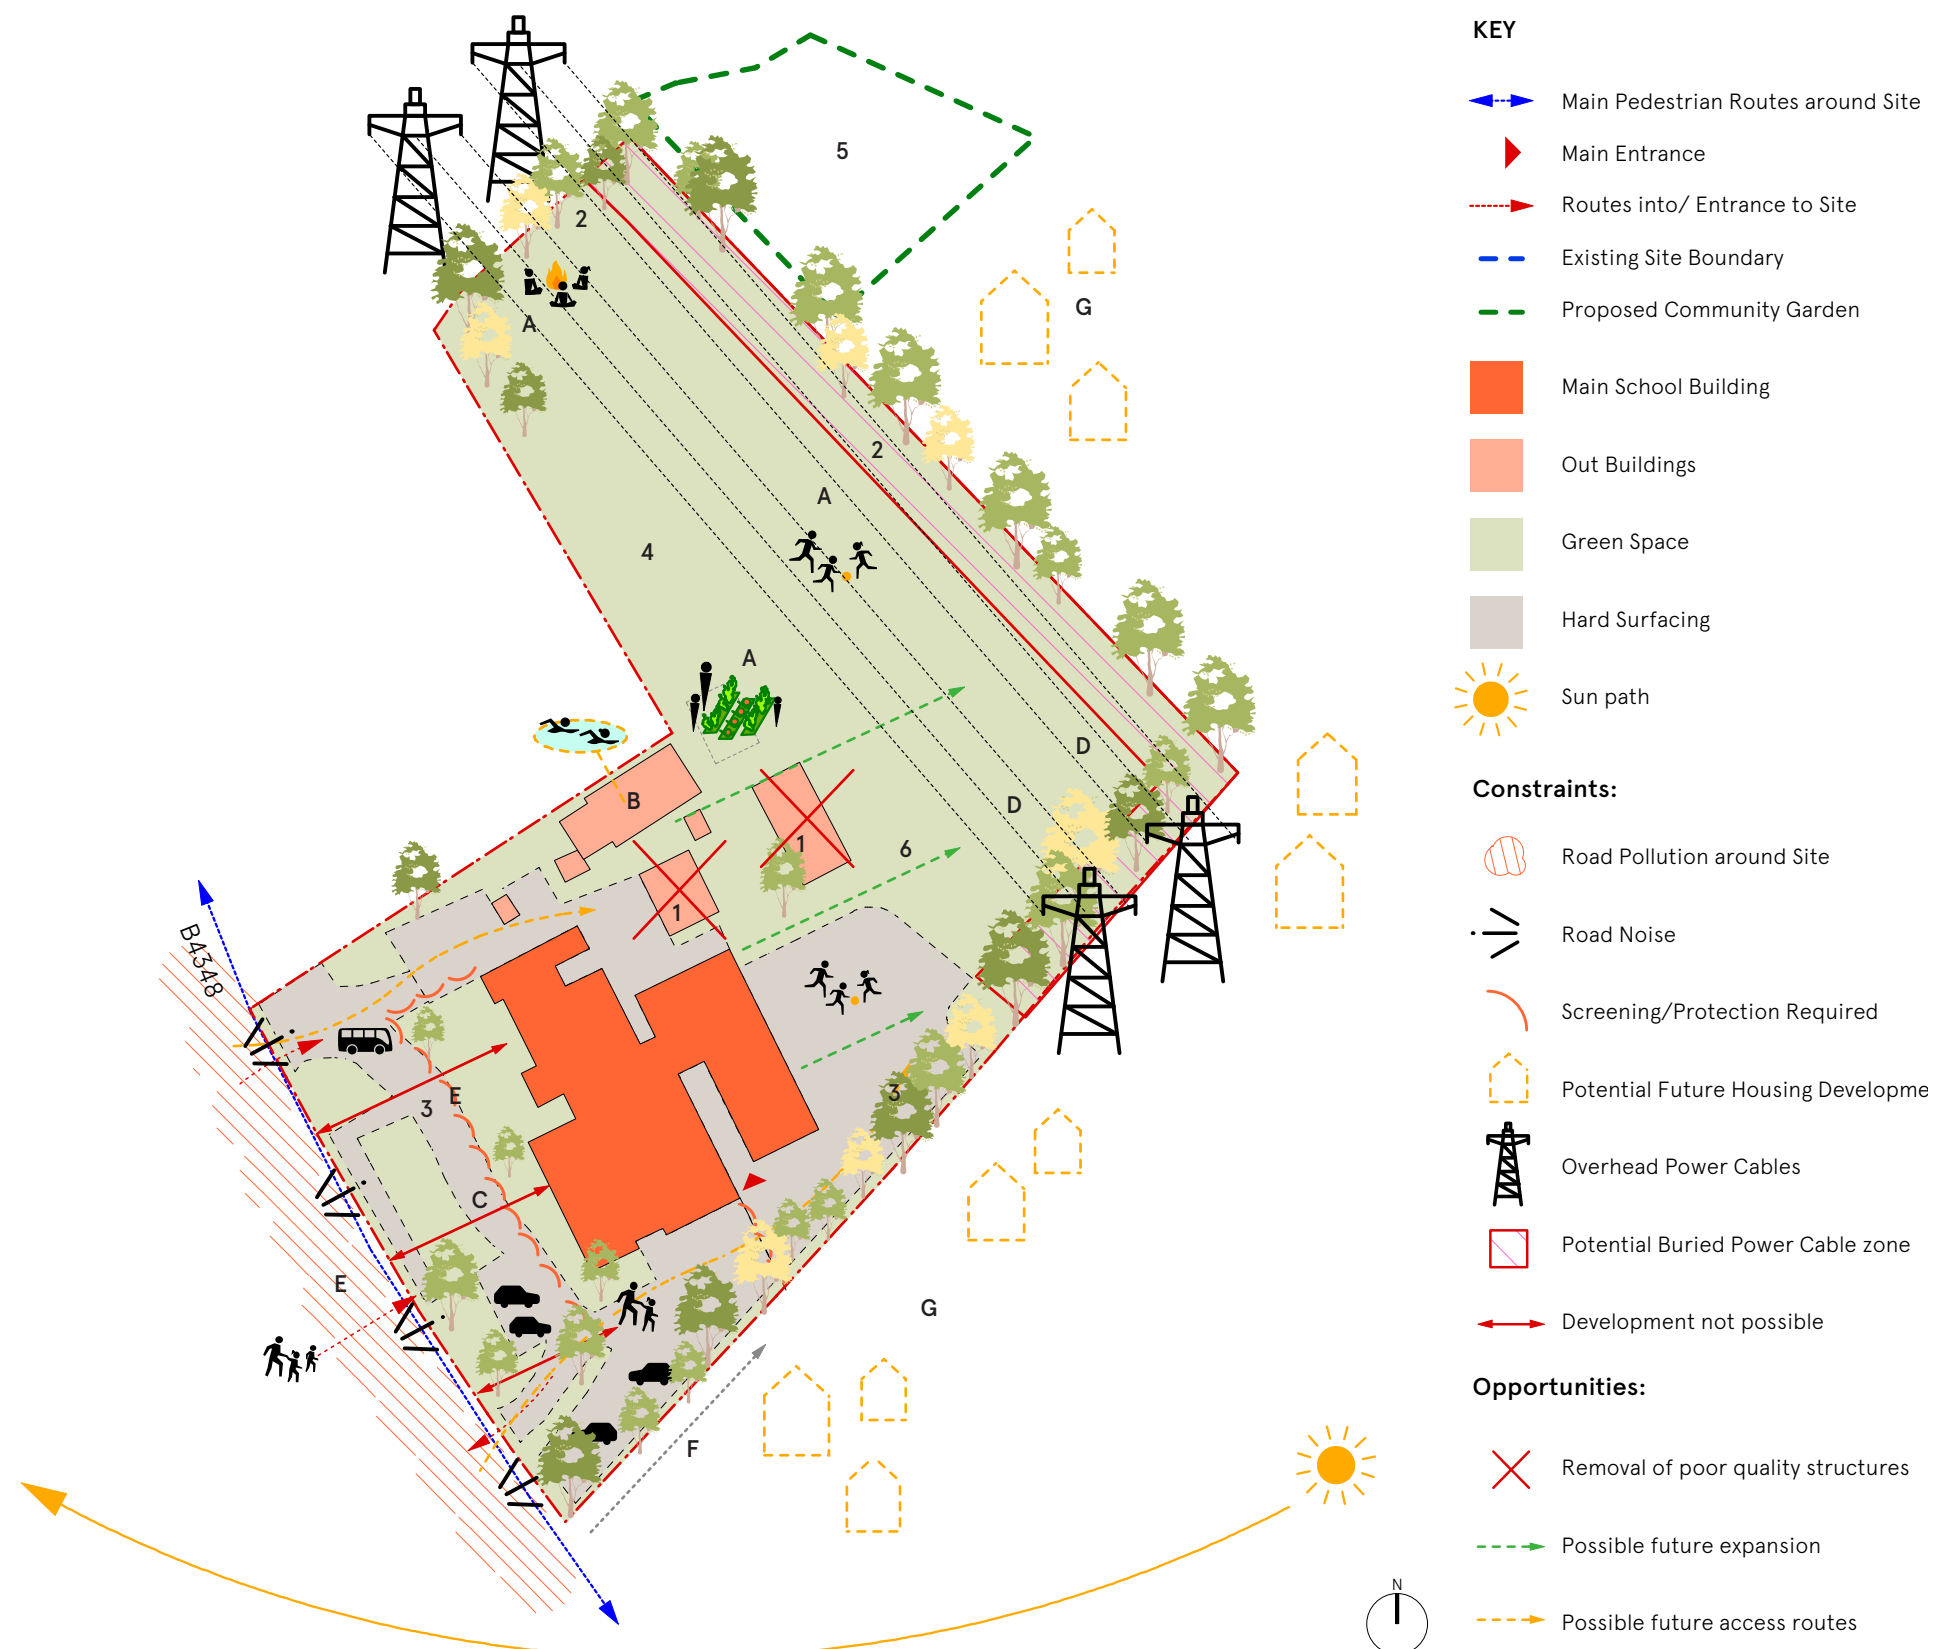 5
2
G
A
2
A
4
A
D
B
D
1
6
1
B4348
3
E
3
C
E
G
F
N
KEY
Main Pedestrian Routes around Site
Main Entrance
Routes into/ Entrance to Site
Existing Site Boundary
Proposed Community Garden
Main School Building
Out Buildings
Green Space
Hard Surfacing
Sun path
Constraints:
Road Pollution around Site
Road Noise
Screening/Protection Required
Potential Future Housing Developme
Overhead Power Cables
Potential Buried Power Cable zone
Development not possible
Opportunities:
Removal of poor quality structures
Possible future expansion
Possible future access routes